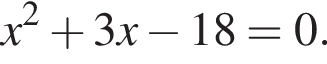 x² + 3x − 18 = 0.